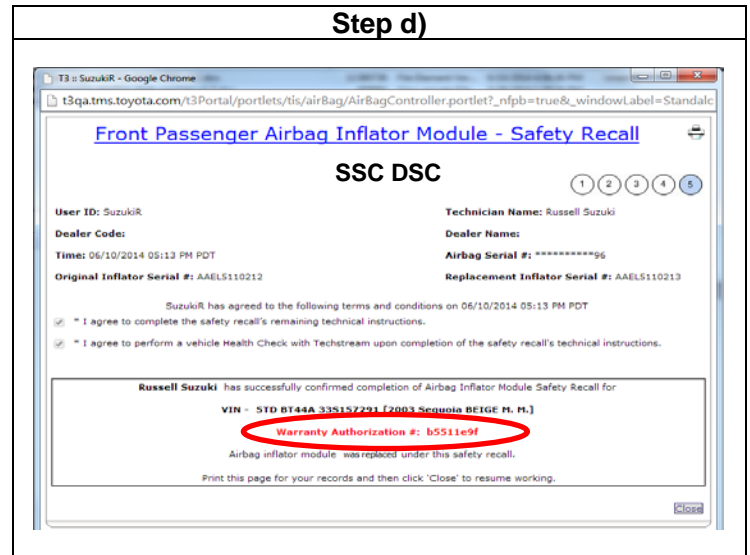 Step d)
T3 :: SuzukiR - Google Chrome
t3qa.tms.toyota.com/t3Portal/portlets/tis/airBag/AirBagController.portlet?_nfpb=true&_windowLabel=Standalc
Front Passenger Airbag Inflator Module - Safety Recall
SSC DSC
1 2 3 4 5
User ID: SuzukiR Technician Name: Russell Suzuki
Dealer Code: Dealer Name:
Time: 06/10/2014 05:13 PM PDT Airbag Serial #: **********96
Original Inflator Serial #: AAEL5110212 Replacement Inflator Serial #: AAEL5110213
SuzukiR has agreed to the following terms and conditions on 06/10/2014 05:13 PM PDT
* I agree to complete the safety recall's remaining technical instructions.
* I agree to perform a vehicle Health Check with Techstream upon completion of the safety recall's technical instructions.
Russell Suzuki has successfully confirmed completion of Airbag Inflator Module Safety Recall for
VIN - 5TD BT44A 33S157291 [2003 Sequoia BEIGE M. M.]
Warranty Authorization #: b5511e9f
Airbag inflator module was replaced under this safety recall.
Print this page for your records and then click 'Close' to resume working.
Close